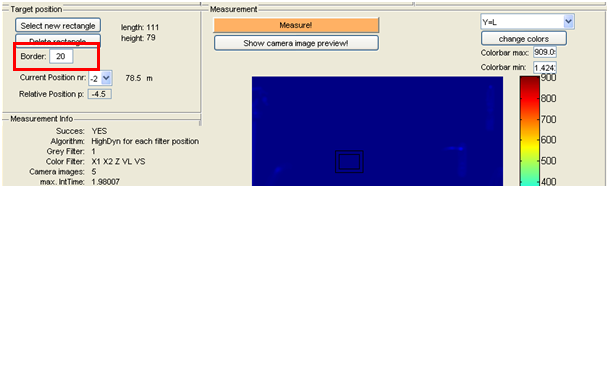 Target position
Select new rectangle
length: 111
Delete rectangle
height: 79
Border: 20
Current Position nr: -2 78.5 m
Relative Position p: -4.5
Measurement Info
Succes: YES
Algorithm: HighDyn for each filter position
Grey Filter: 1
Color Filter: X1 X2 Z VL VS
Camera images: 5
max. IntTime: 1.98007
Measurement
Measure!
Show camera image preview!
Y=L
change colors
Colorbar max: 909.0
Colorbar min: 1.424
900
800
700
600
500
400